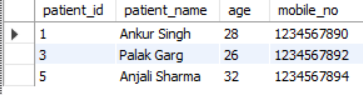 patient_id patient_name age mobile_no
1 Ankur Singh 28 1234567890
3 Palak Garg 26 1234567892
5 Anjali Sharma 32 1234567894